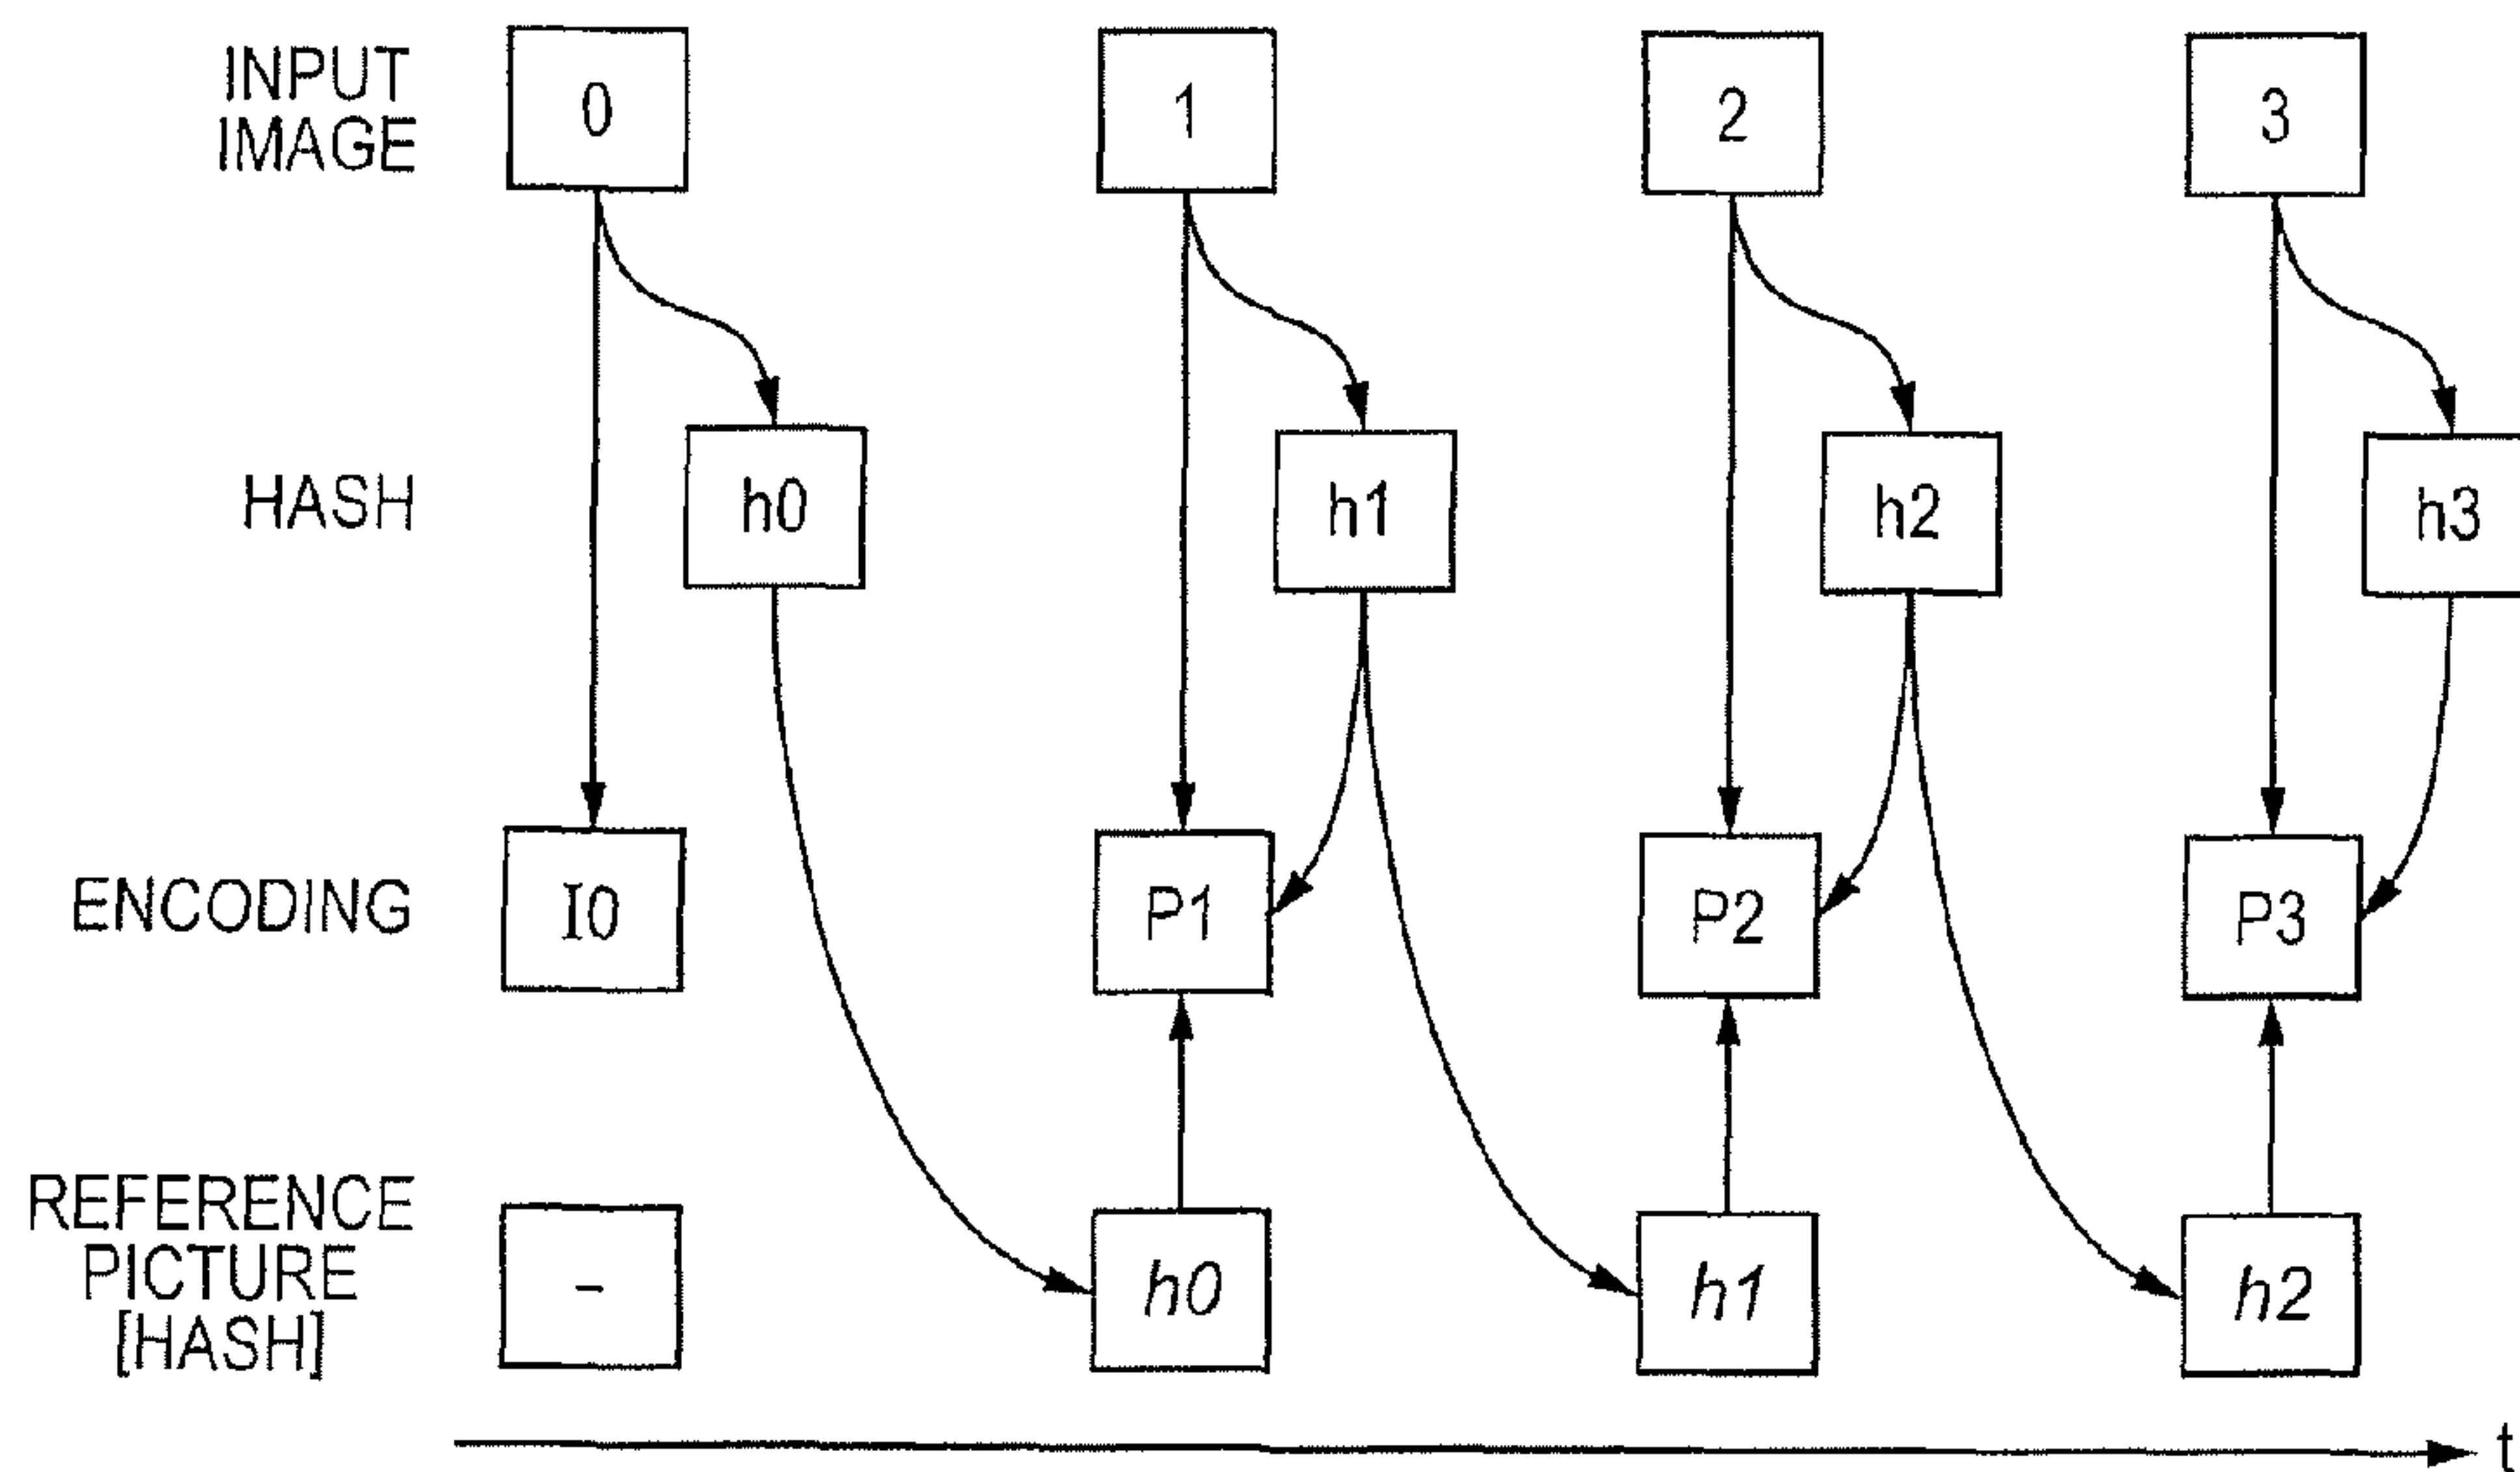 INPUT
IMAGE
0
1
2
3
HASH
h0
h1
h2
h3
ENCODING
I0
P1
P2
P3
REFERENCE
PICTURE
[HASH]
–
h0
h1
h2
t